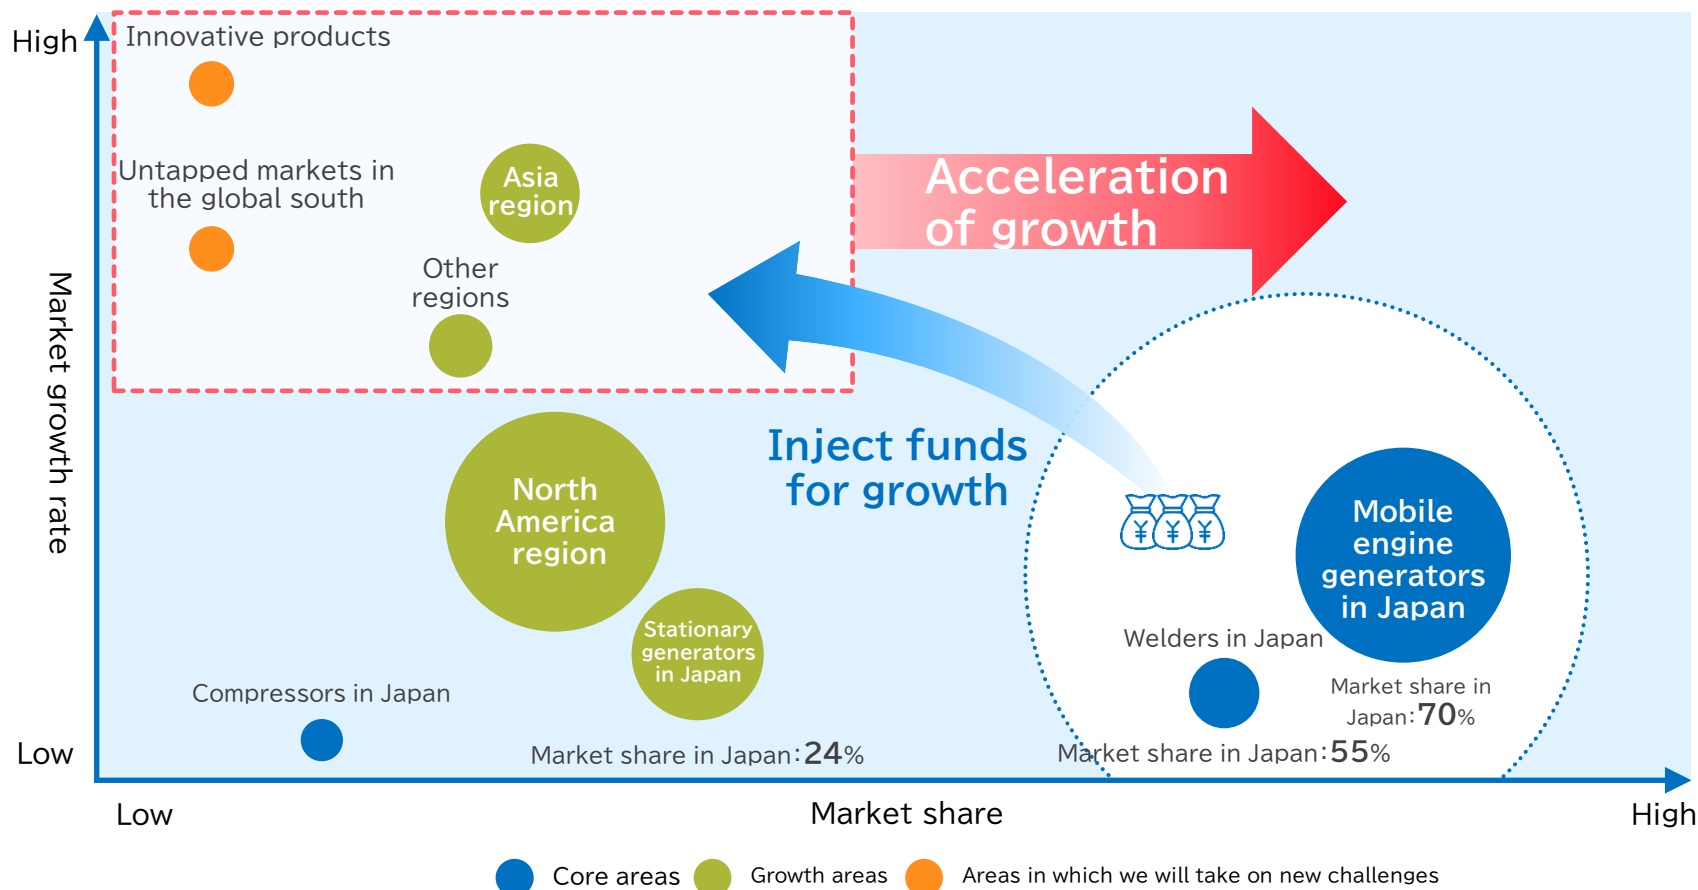 High
Innovative products
Untapped markets in
the global south
Asia
region
Other
regions
Acceleration
of growth
Market growth rate
Inject funds
for growth
North
America
region
¥ ¥ ¥
Mobile
engine
generators
in Japan
Stationary
generators
in Japan
Welders in Japan
Market share in
Japan:70%
Compressors in Japan
Market share in Japan:24%
Market share in Japan:55%
Low
Low
Market share
High
Core areas
Growth areas
Areas in which we will take on new challenges